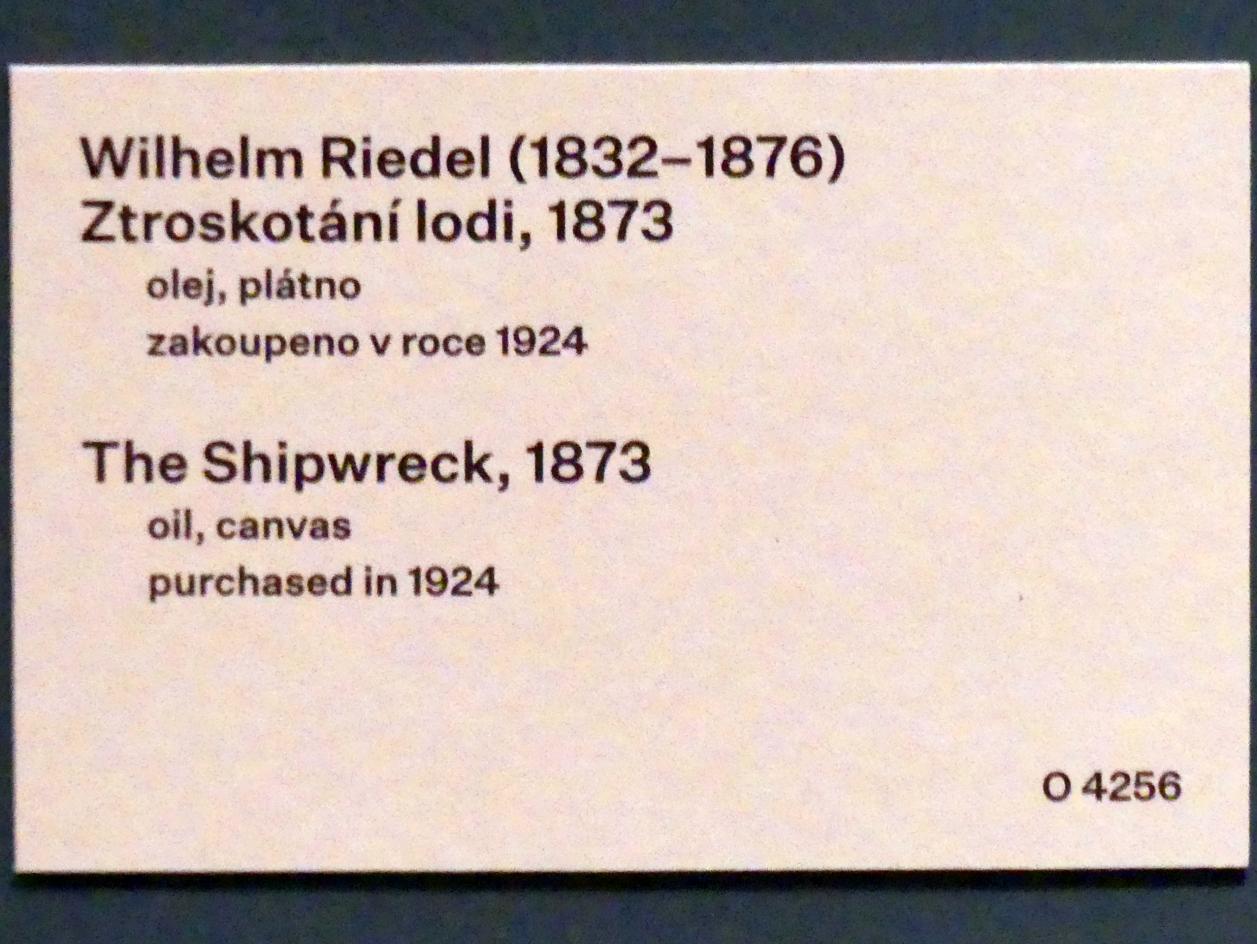 Wilhelm Riedel (1832–1876)
Ztroskotání lodi, 1873
olej, plátno
zakoupeno v roce 1924
The Shipwreck, 1873
oil, canvas
purchased in 1924
O 4256